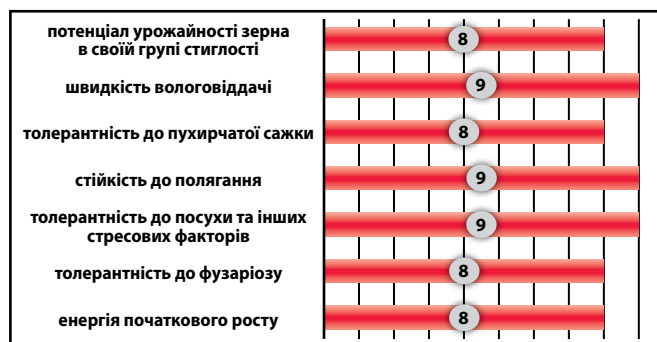 потенціал урожайності зерна
в своїй групі стиглості
8
швидкість вологовіддачі
9
толерантність до пухирчатої сажки
8
стійкість до полягання
9
толерантність до посухи та інших
стресових факторів
9
толерантність до фузаріозу
8
енергія початкового росту
8